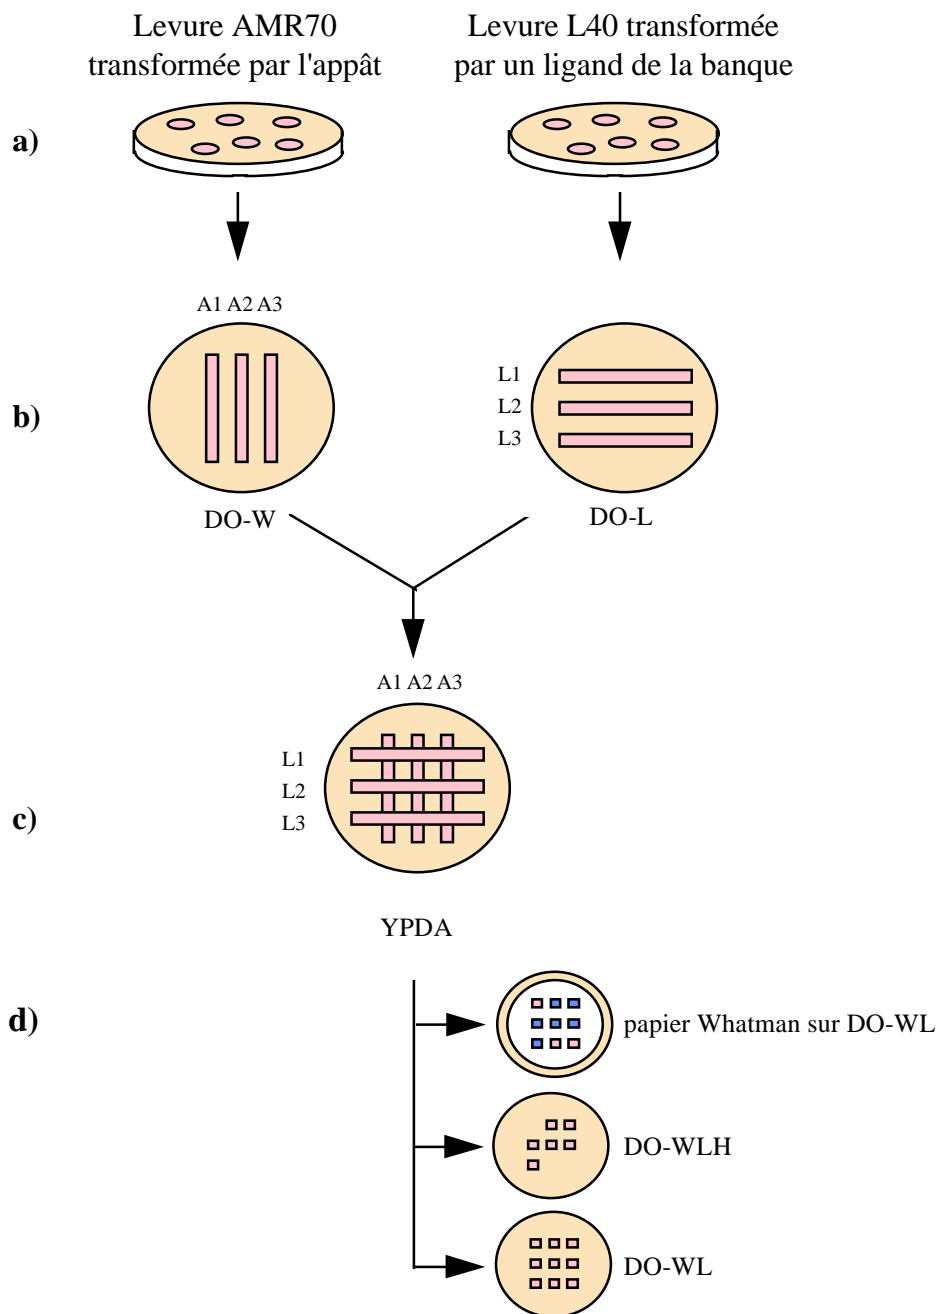 Levure AMR70
transformée par l'appât
Levure L40 transformée
par un ligand de la banque
a)
A1 A2 A3
L1
L2
L3
b)
DO-W
DO-L
A1 A2 A3
L1
L2
L3
c)
YPDA
d)
papier Whatman sur DO-WL
DO-WLH
DO-WL